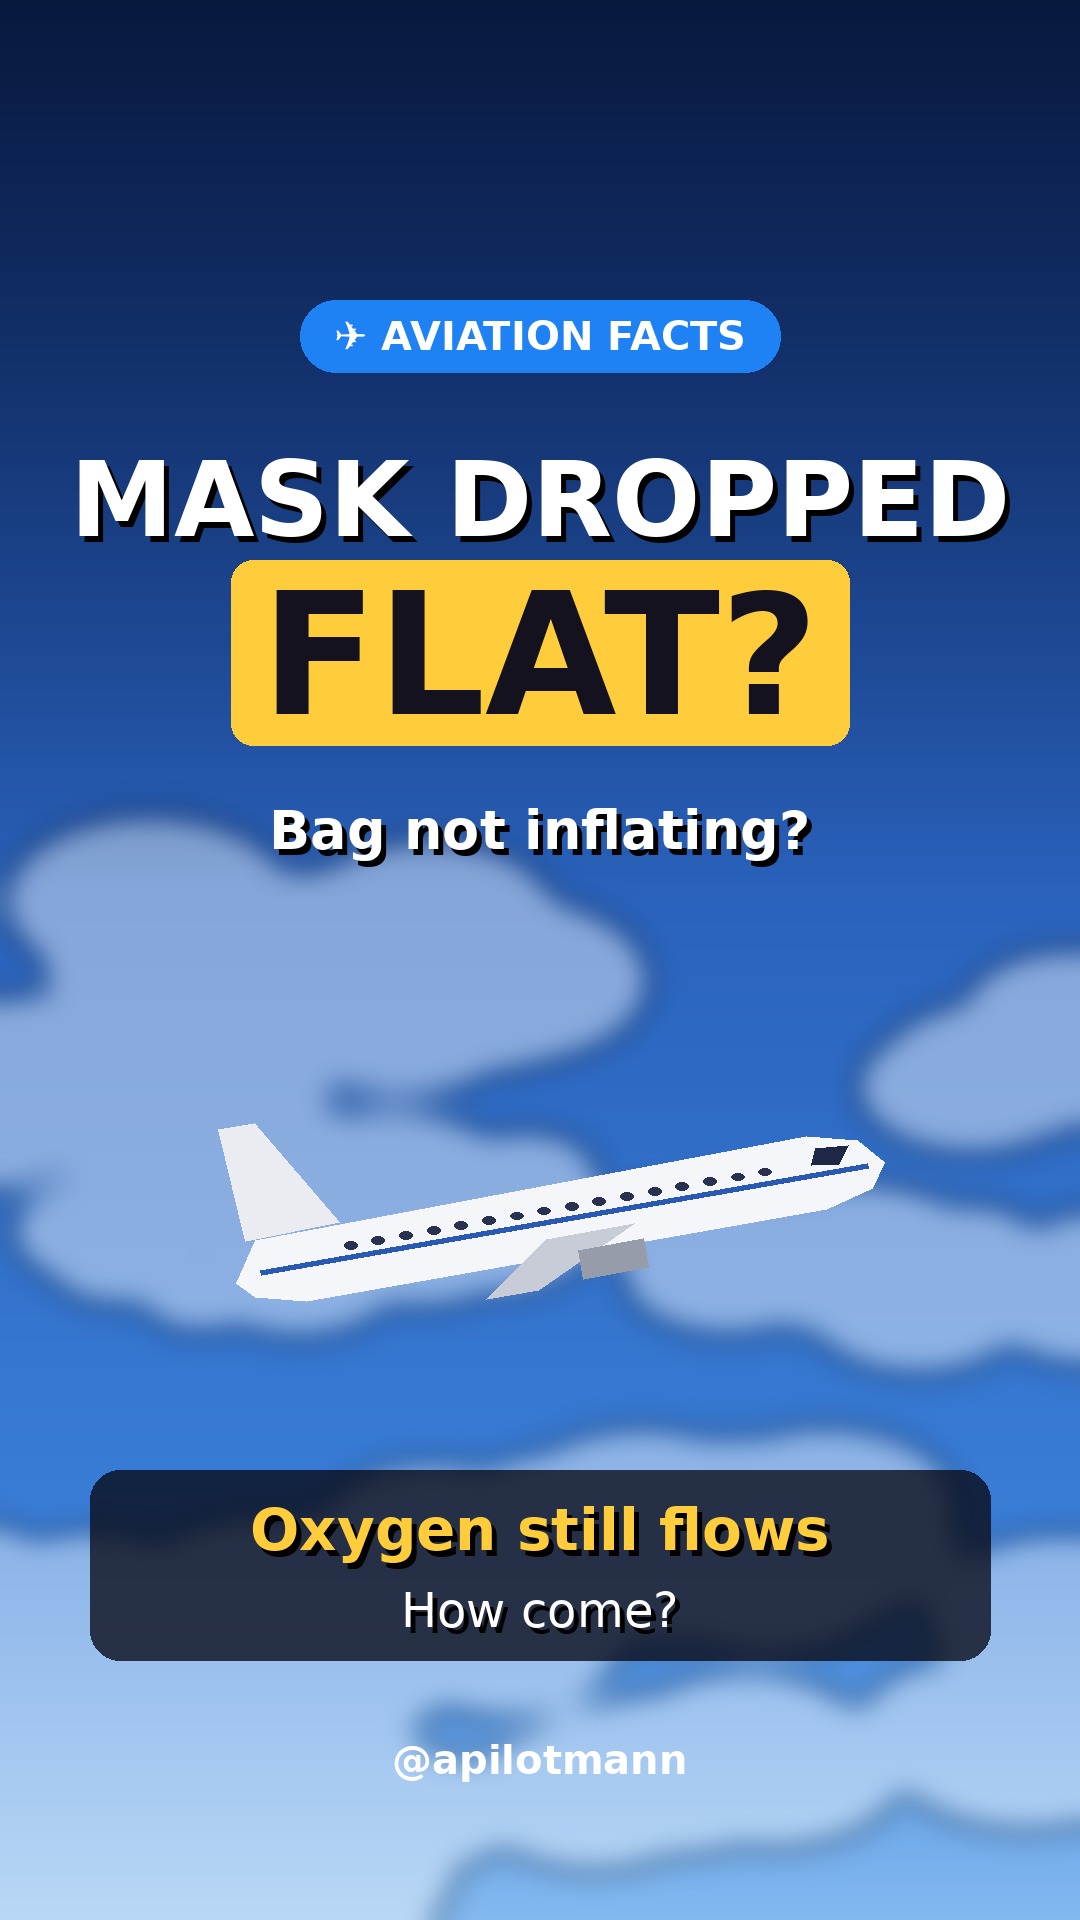 ✈ AVIATION FACTS
MASK DROPPED
FLAT?
Bag not inflating?
Oxygen still flows
How come?
@apilotmann